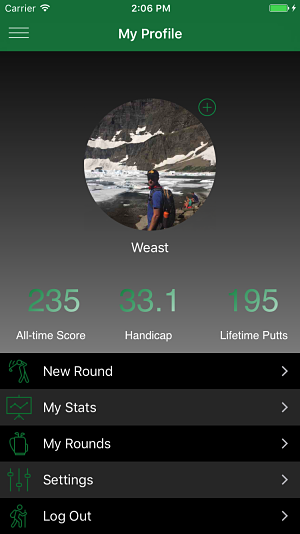 Carrier 2:06 PM
My Profile
Weast
235 33.1 195
All-time Score Handicap Lifetime Putts
New Round
My Stats
My Rounds
Settings
Log Out